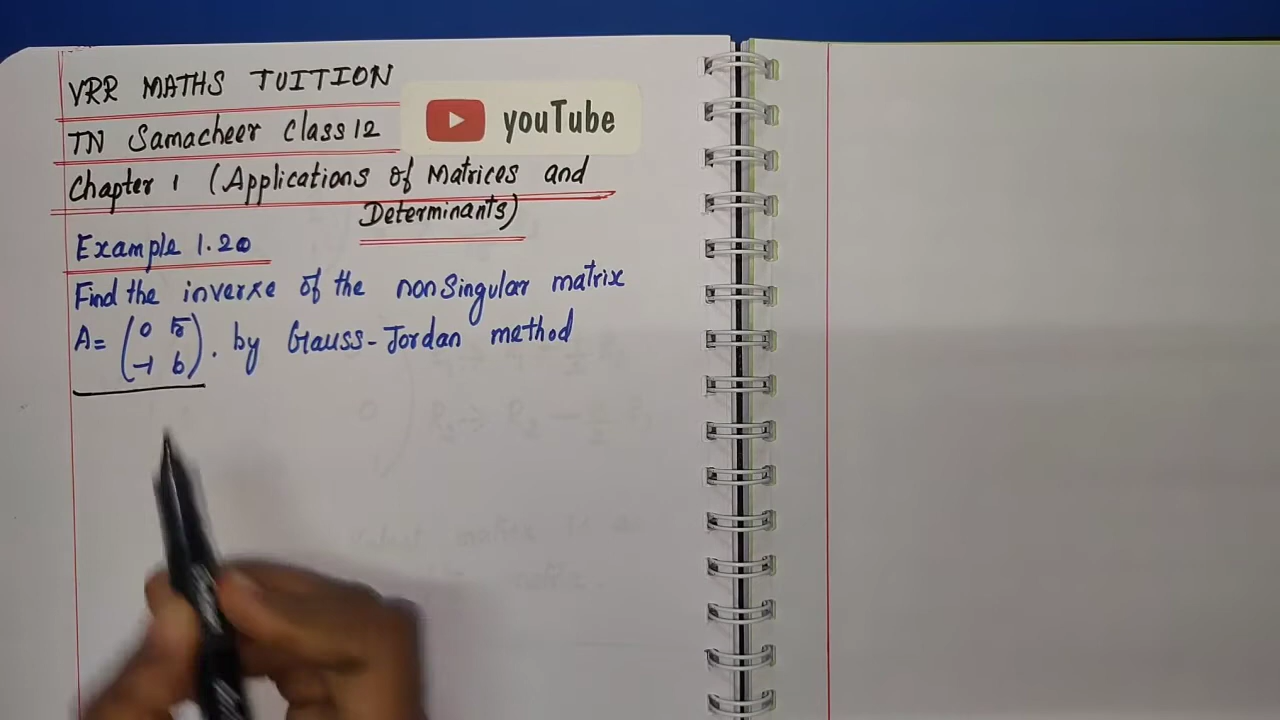 VRR MATHS TUITION
TN Samacheer Class 12
YouTube
Chapter 1 (Applications of Matrices and
Determinants)
Example 1.20
Find the inverse of the nonSingular matrix
A= (0 5
-1 6). by Gauss-Jordan method